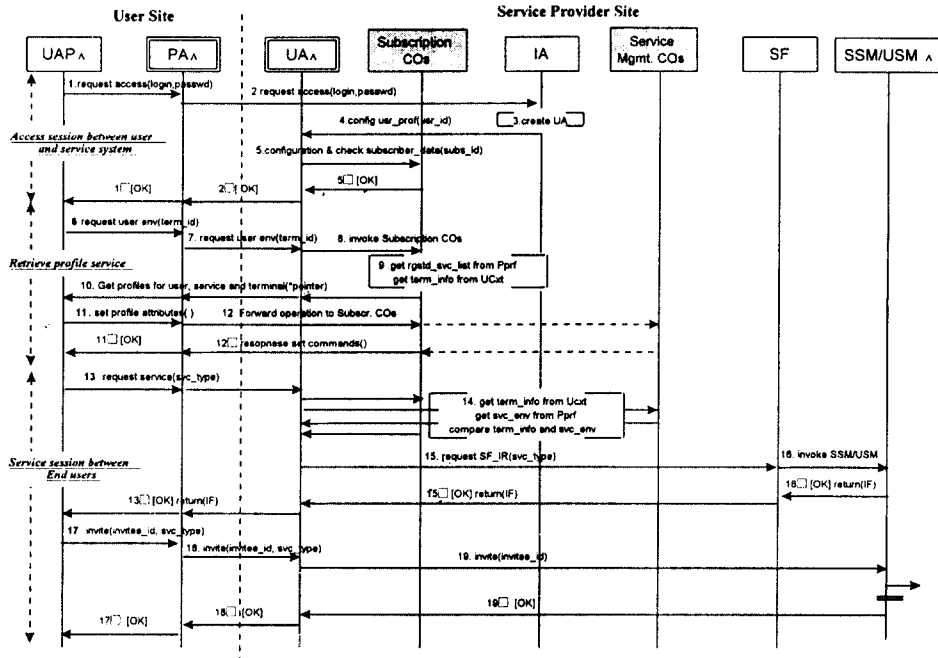 User Site
Service Provider Site
UAP A
PA A
UA A
Subscription
COs
IA
Service
Mgmt. COs
SF
SSM/USM A
1.request access(login,passwd)
2 request access(login,passwd)
4.config usr_prof(usr_id)
3.create UA
Access session between user
and service system
5.configuration & check subscriber_data(subs_id)
5□ [OK]
1□ [OK]
2□ [OK]
6 request user env(term_id)
7. request user env(term_id)
8. invoke Subscription COs
Retrieve profile service
9. get rgstd_svc_list from Pprf
get term_info from UCxt
10. Get profiles for user, service and terminal(*pointer)
11. set profile attributes( )
12. Forward operation to Subscr. COs
11□ [OK]
12□ resopnese set commands()
13 request service(svc_type)
14. get term_info from Ucxt
get svc_env from Pprf
compare term_info and svc_env
Service session between
End users
15. request SF_IR(svc_type)
16. invoke SSM/USM
16□ [OK] return(IF)
15□ [OK] return(IF)
13□ [OK] return(IF)
17 invite(invitee_id, svc_type)
18. invite(invitee_id, svc_type)
19. invite(invitee_id)
19□ [OK]
18□ [OK]
17□ [OK]